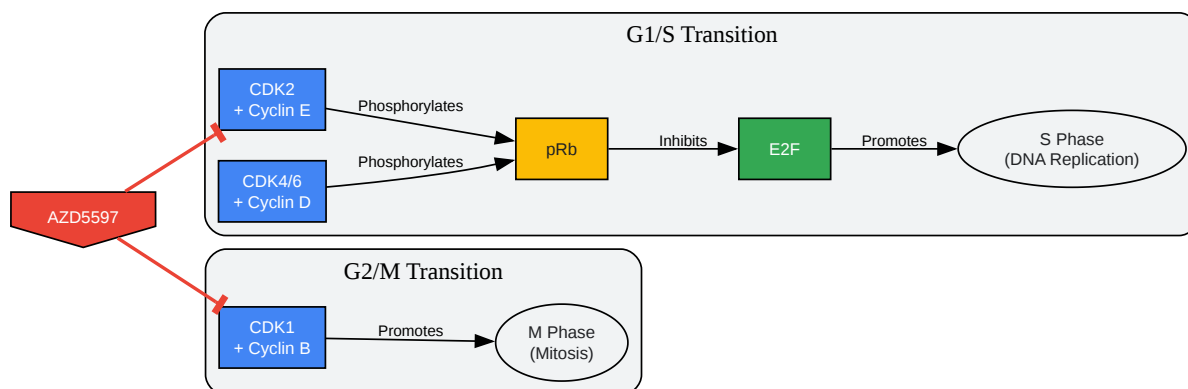 G1/S Transition
CDK2
+ Cyclin E
Phosphorylates
CDK4/6
+ Cyclin D
Phosphorylates
pRb
Inhibits
E2F
Promotes
S Phase
(DNA Replication)
AZD5597
G2/M Transition
CDK1
+ Cyclin B
Promotes
M Phase
(Mitosis)